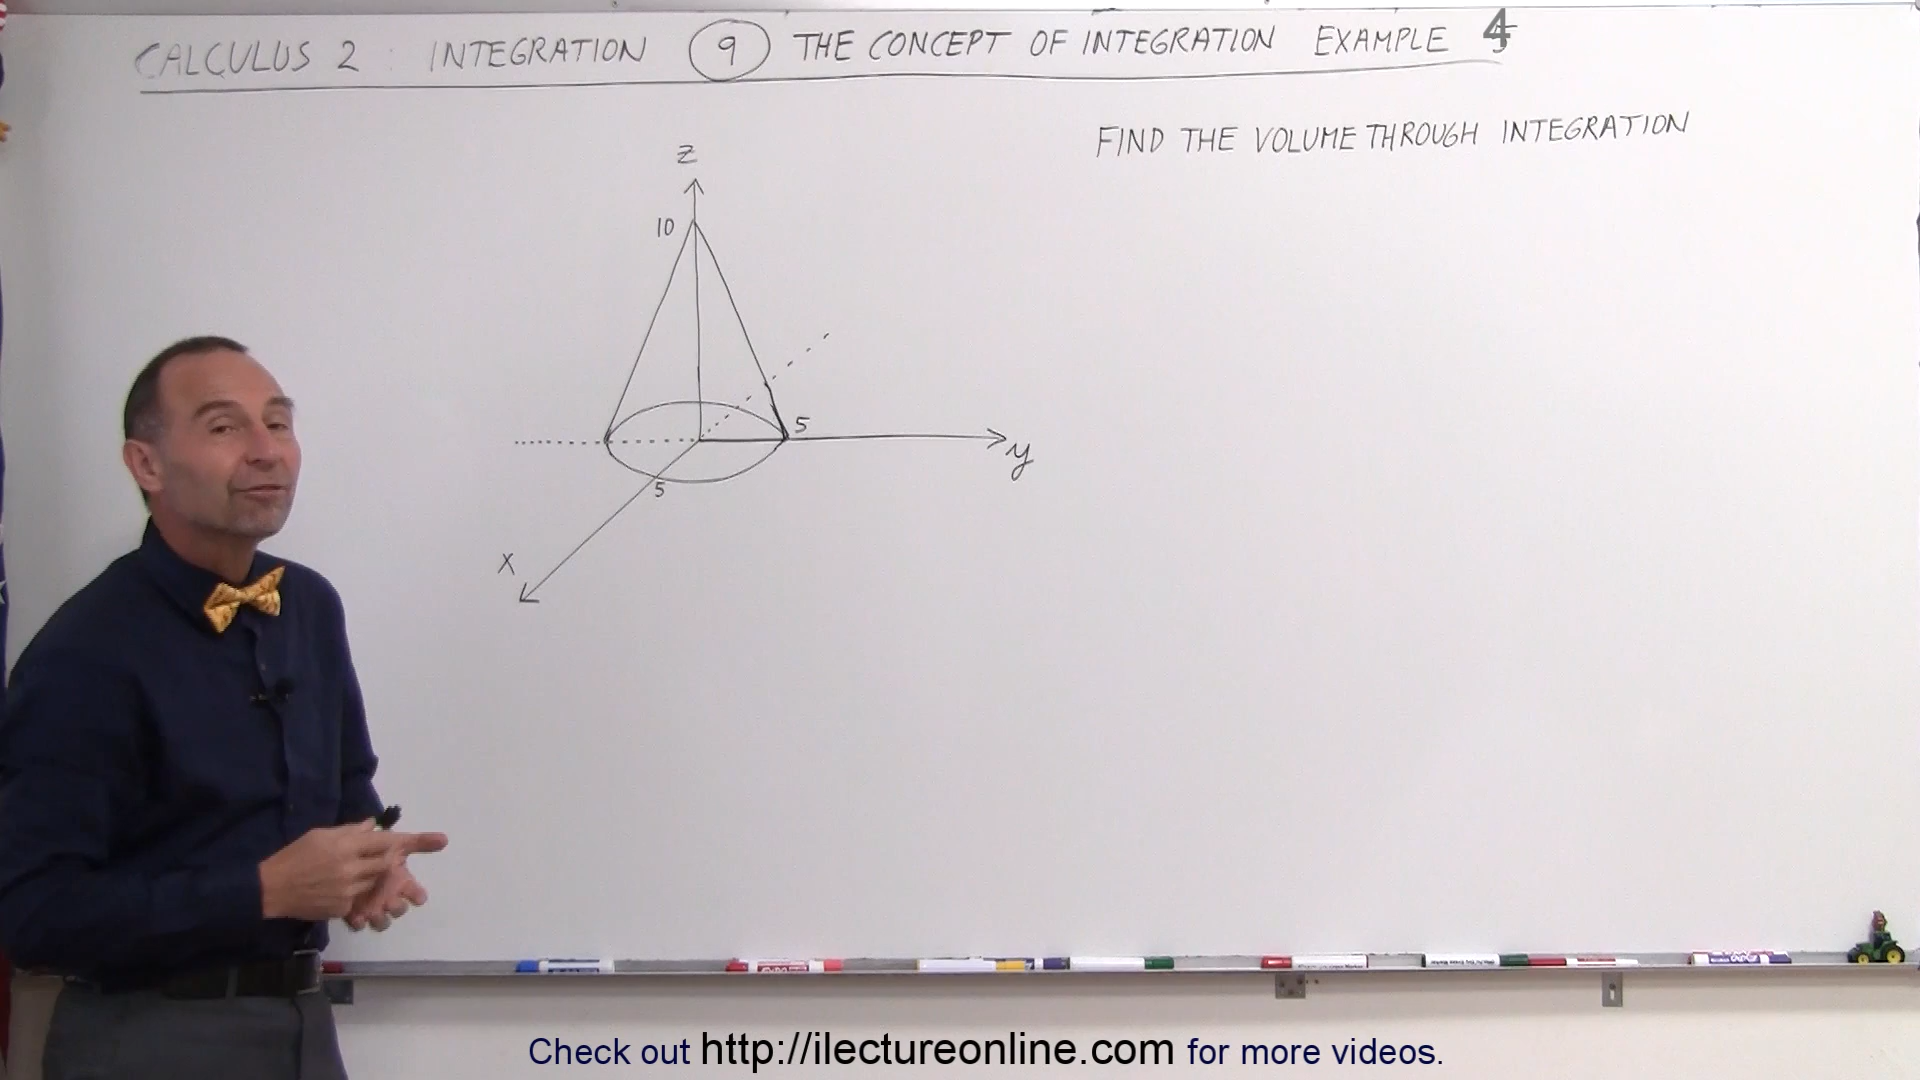 CALCULUS 2 : INTEGRATION 9 THE CONCEPT OF INTEGRATION EXAMPLE 4
FIND THE VOLUME THROUGH INTEGRATION
z
10
5
y
5
x
Check out http://ilectureonline.com for more videos.